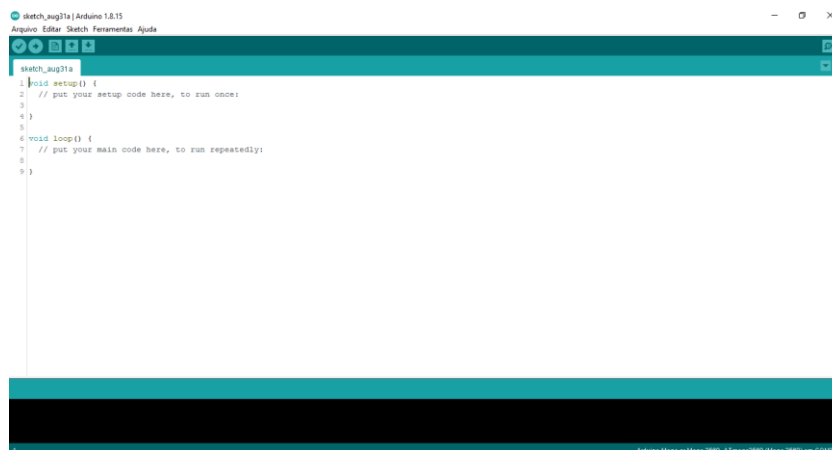 sketch_aug31a | Arduino 1.8.15
Arquivo Editar Sketch Ferramentas Ajuda
sketch_aug31a
1 void setup() {
2 // put your setup code here, to run once:
3
4 }
5
6 void loop() {
7 // put your main code here, to run repeatedly:
8
9 }